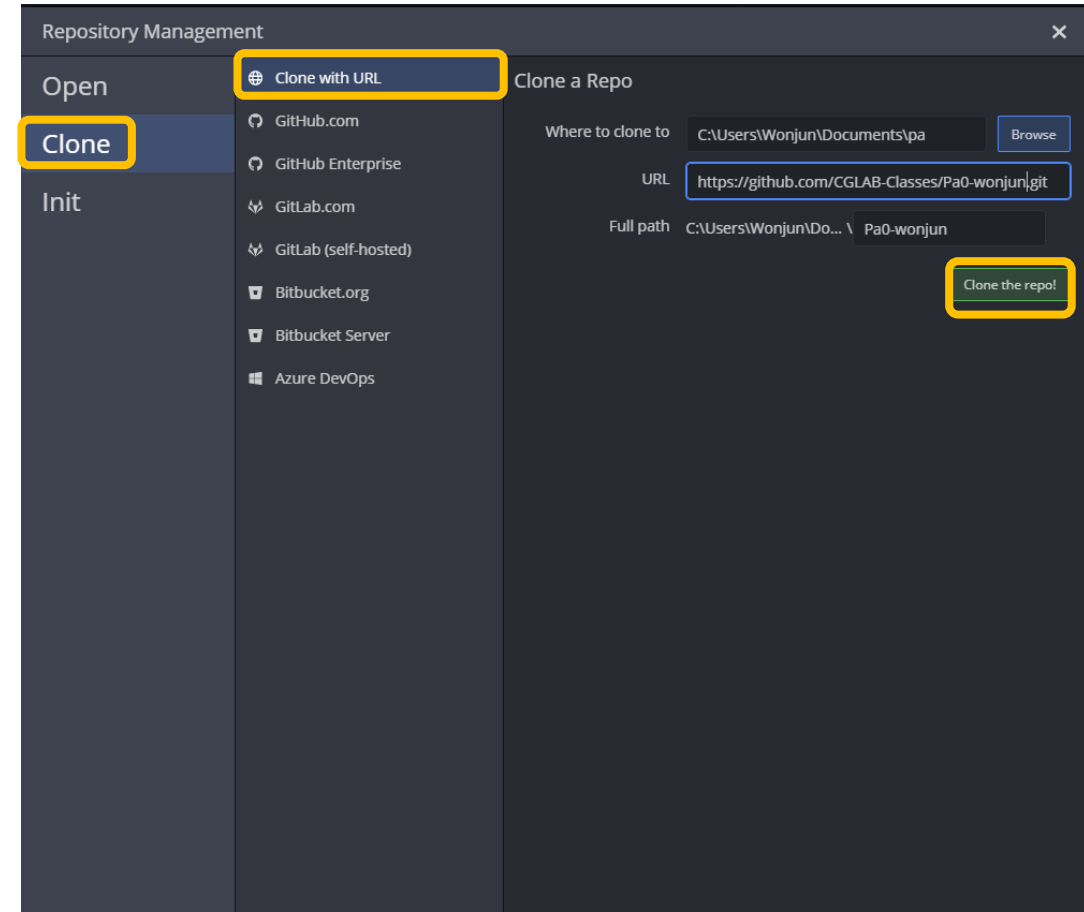 Repository Management
Open
Clone
Init
Clone with URL
GitHub.com
GitHub Enterprise
GitLab.com
GitLab (self-hosted)
Bitbucket.org
Bitbucket Server
Azure DevOps
Clone a Repo
Where to clone to C:\Users\Wonjun\Documents\pa Browse
URL https://github.com/CGLAB-Classes/Pa0-wonjun.git
Full path C:\Users\Wonjun\Do... \ Pa0-wonjun
Clone the repo!